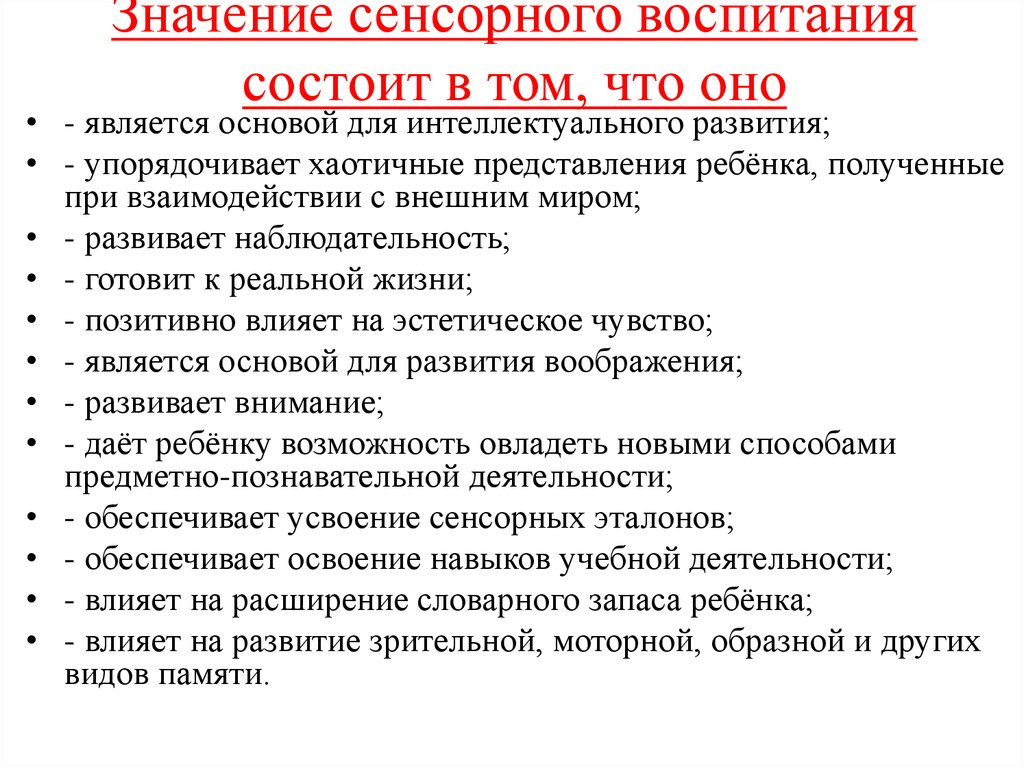 Значение сенсорного воспитания
состоит в том, что оно
• - является основой для интеллектуального развития;
• - упорядочивает хаотичные представления ребёнка, полученные
при взаимодействии с внешним миром;
• - развивает наблюдательность;
• - готовит к реальной жизни;
• - позитивно влияет на эстетическое чувство;
• - является основой для развития воображения;
• - развивает внимание;
• - даёт ребёнку возможность овладеть новыми способами
предметно-познавательной деятельности;
• - обеспечивает усвоение сенсорных эталонов;
• - обеспечивает освоение навыков учебной деятельности;
• - влияет на расширение словарного запаса ребёнка;
• - влияет на развитие зрительной, моторной, образной и других
видов памяти.